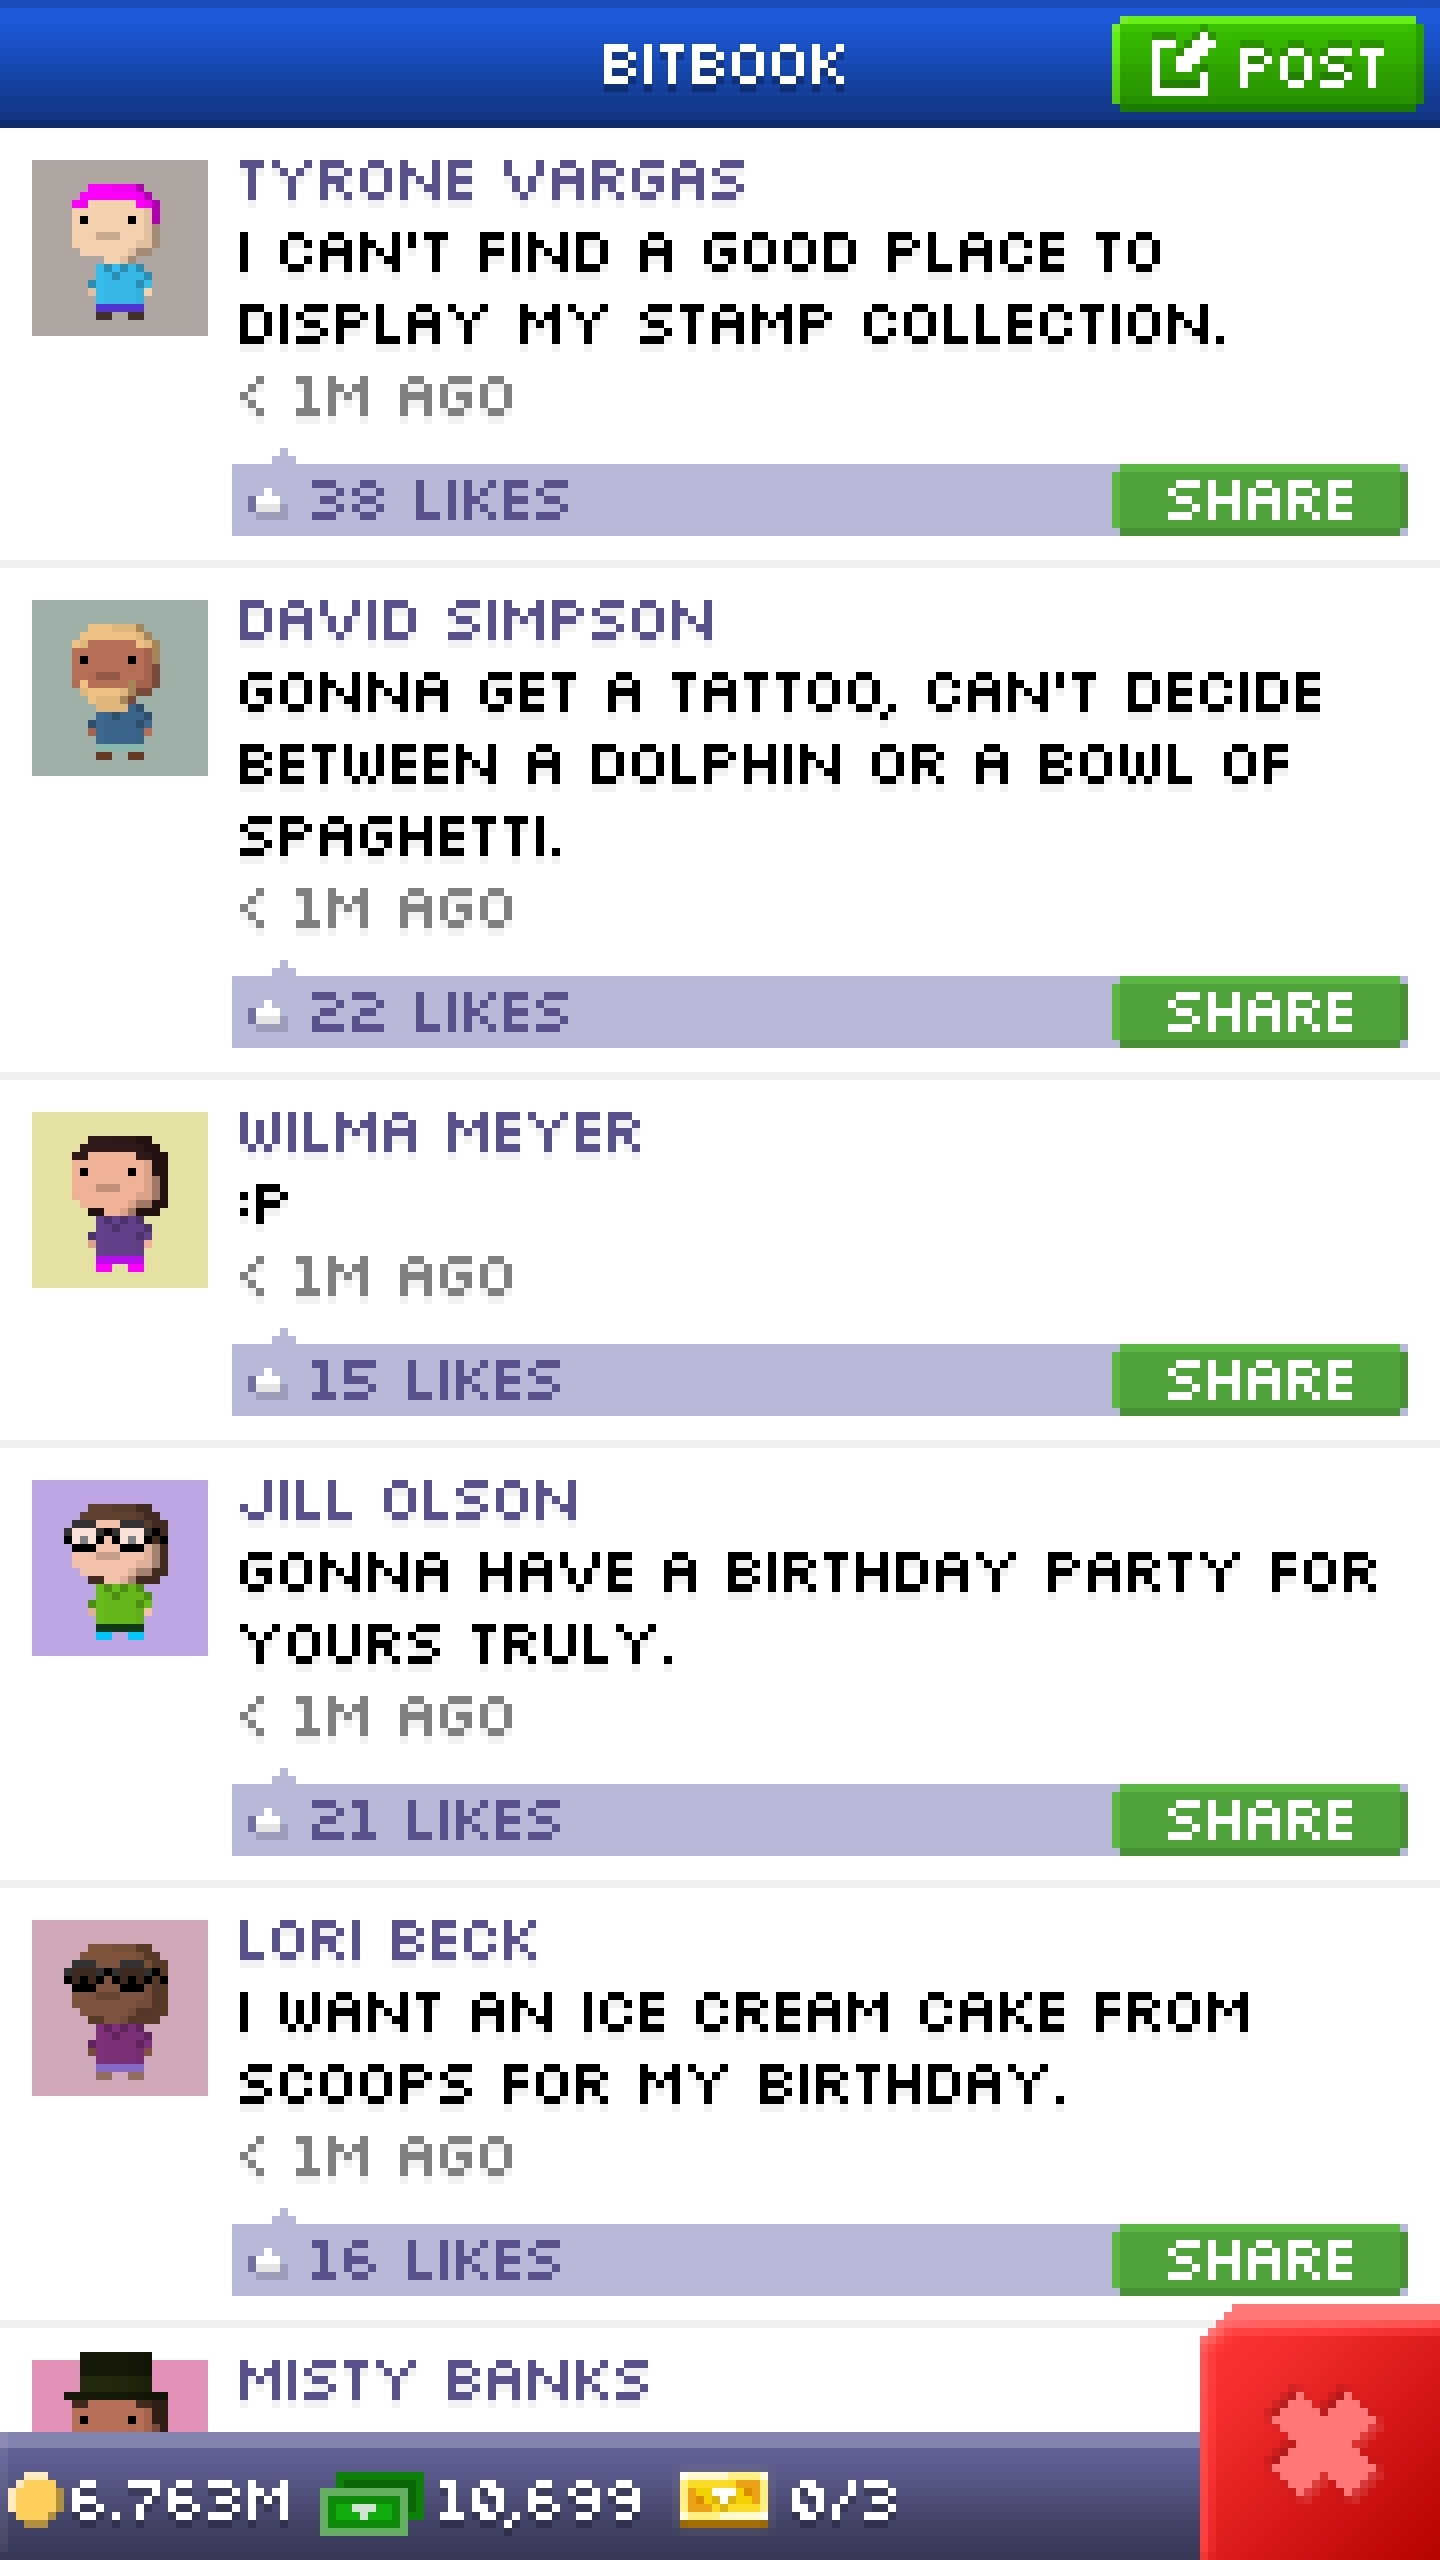 BITBOOK
POST
TYRONE VARGAS
I CAN'T FIND A GOOD PLACE TO
DISPLAY MY STAMP COLLECTION.
< 1M AGO
38 LIKES
SHARE
DAVID SIMPSON
GONNA GET A TATTOO, CAN'T DECIDE
BETWEEN A DOLPHIN OR A BOWL OF
SPAGHETTI.
< 1M AGO
22 LIKES
SHARE
WILMA MEYER
:P
< 1M AGO
15 LIKES
SHARE
JILL OLSON
GONNA HAVE A BIRTHDAY PARTY FOR
YOURS TRULY.
< 1M AGO
21 LIKES
SHARE
LORI BECK
I WANT AN ICE CREAM CAKE FROM
SCOOPS FOR MY BIRTHDAY.
< 1M AGO
16 LIKES
SHARE
MISTY BANKS
6.763M 10,699 0/3